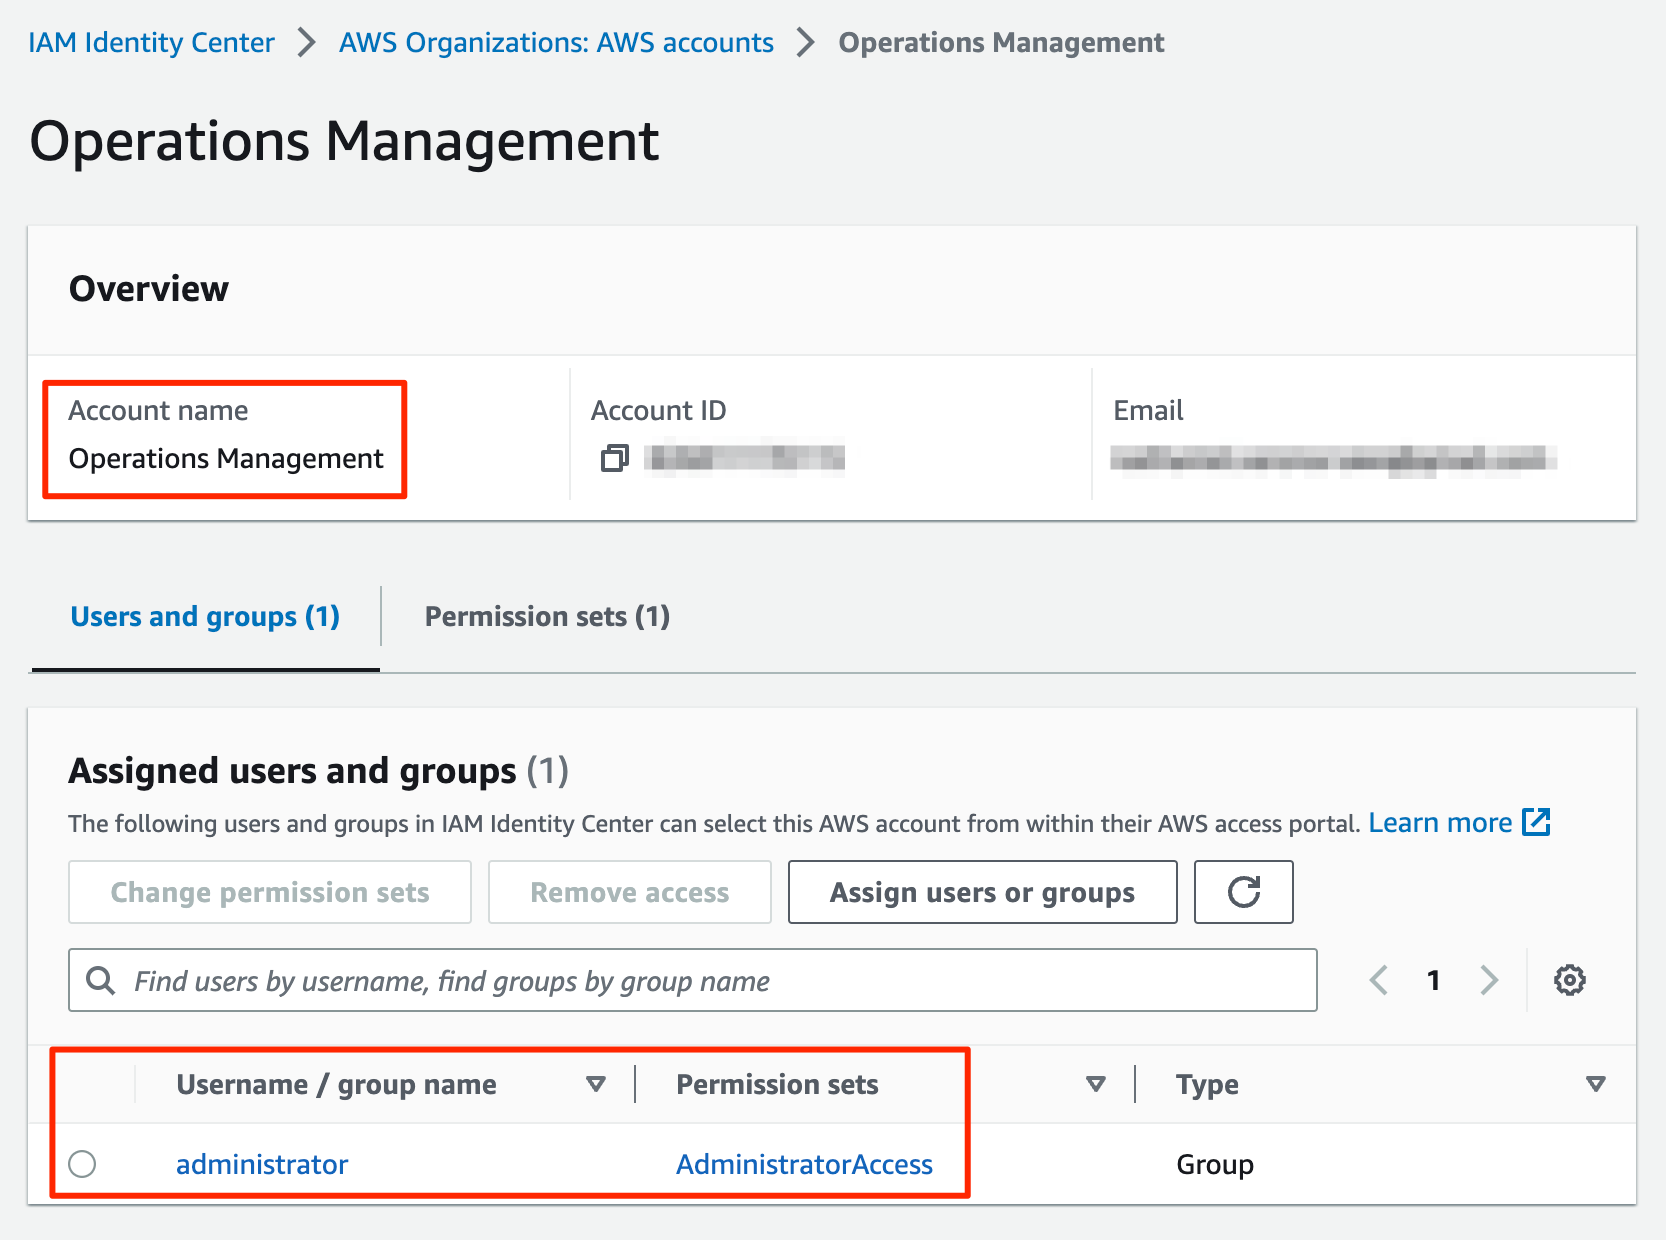 IAM Identity Center > AWS Organizations: AWS accounts > Operations Management
Operations Management
Overview
Account name
Operations Management
Account ID
Email
Users and groups (1)
Permission sets (1)
Assigned users and groups (1)
The following users and groups in IAM Identity Center can select this AWS account from within their AWS access portal. Learn more
Change permission sets
Remove access
Assign users or groups
Find users by username, find groups by group name
1
Username / group name
Permission sets
Type
administrator
AdministratorAccess
Group